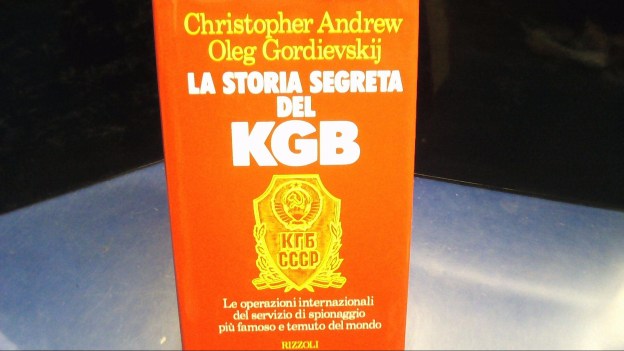 Christopher Andrew
Oleg Gordievskij
LA STORIA SEGRETA
DEL
KGB
КГБ
СССР
Le operazioni internazionali
del servizio di spionaggio
più famoso e temuto del mondo
RIZZOLI